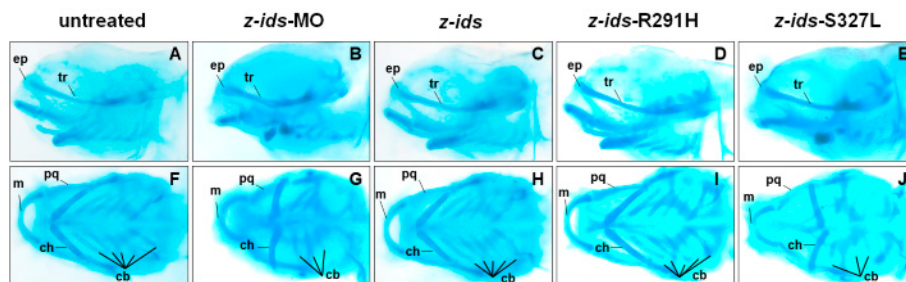 untreated z-ids-MO z-ids z-ids-R291H z-ids-S327L
A B C D E
ep tr ep tr ep tr ep tr ep tr
F G H I J
m pq ch cb m pq ch cb m pq ch cb m pq ch cb m pq ch cb